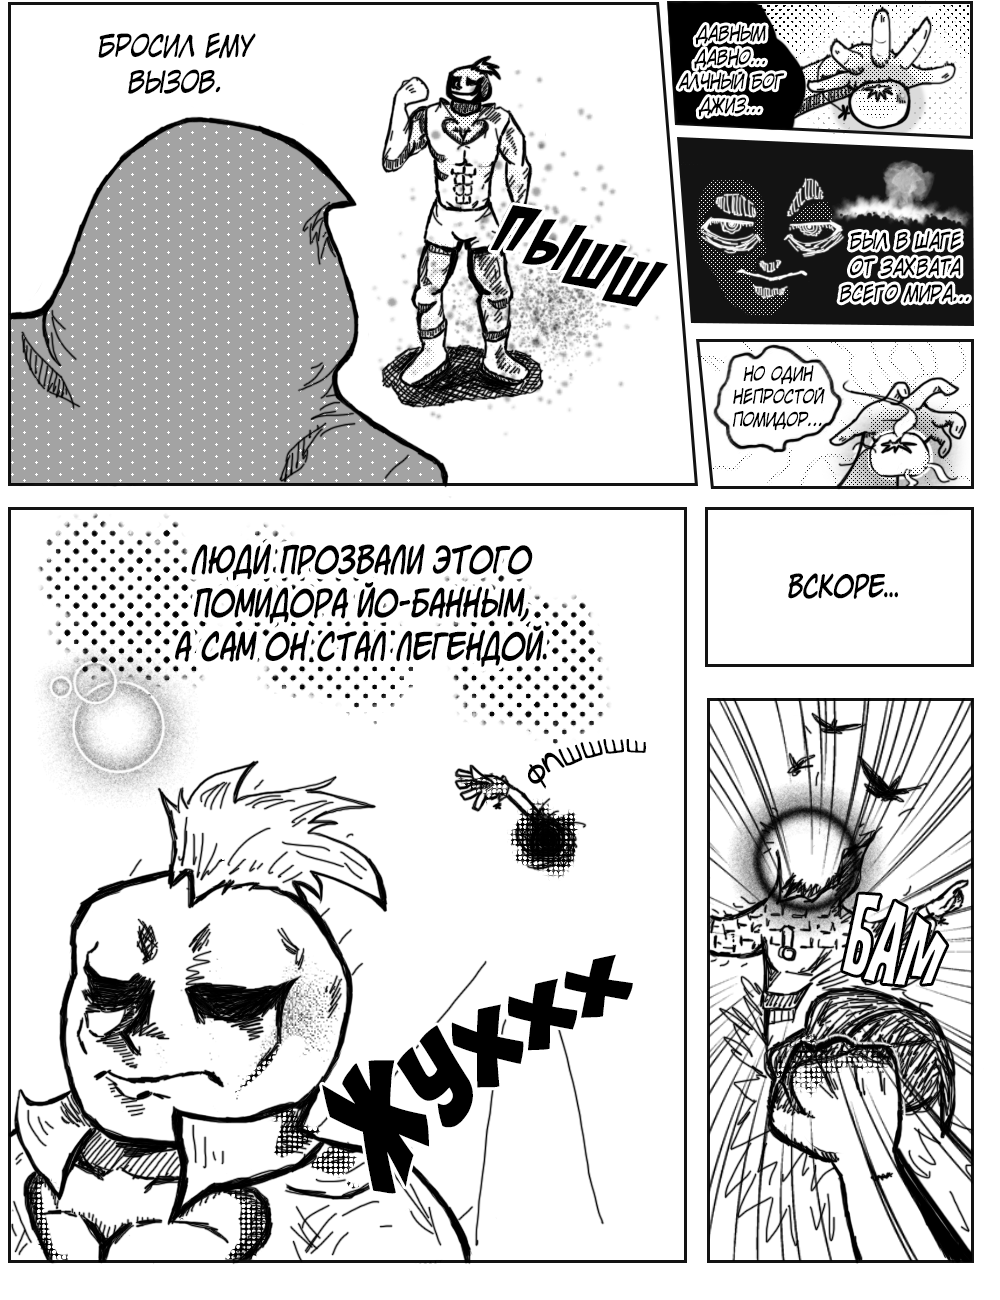 ДАВНЫМ
ДАВНО...
АЛЧНЫЙ БОГ
ДЖИЗ...
БЫЛ В ШАГЕ
ОТ ЗАХВАТА
ВСЕГО МИРА...
НО ОДИН
НЕПРОСТОЙ
ПОМИДОР...
БРОСИЛ ЕМУ
ВЫЗОВ.
ПЫШШ
ВСКОРЕ...
БАМ
ЛЮДИ ПРОЗВАЛИ ЭТОГО
ПОМИДОРА ЙО-БАННЫМ,
А САМ ОН СТАЛ ЛЕГЕНДОЙ.
ФПШШШШ
ЖУХХХ